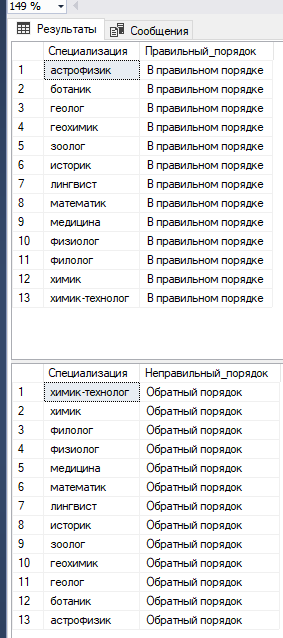 149 %
Результаты Сообщения
Специализация Правильный_порядок
1 астрофизик В правильном порядке
2 ботаник В правильном порядке
3 геолог В правильном порядке
4 геохимик В правильном порядке
5 зоолог В правильном порядке
6 историк В правильном порядке
7 лингвист В правильном порядке
8 математик В правильном порядке
9 медицина В правильном порядке
10 физиолог В правильном порядке
11 филолог В правильном порядке
12 химик В правильном порядке
13 химик-технолог В правильном порядке
Специализация Неправильный_порядок
1 химик-технолог Обратный порядок
2 химик Обратный порядок
3 филолог Обратный порядок
4 физиолог Обратный порядок
5 медицина Обратный порядок
6 математик Обратный порядок
7 лингвист Обратный порядок
8 историк Обратный порядок
9 зоолог Обратный порядок
10 геохимик Обратный порядок
11 геолог Обратный порядок
12 ботаник Обратный порядок
13 астрофизик Обратный порядок